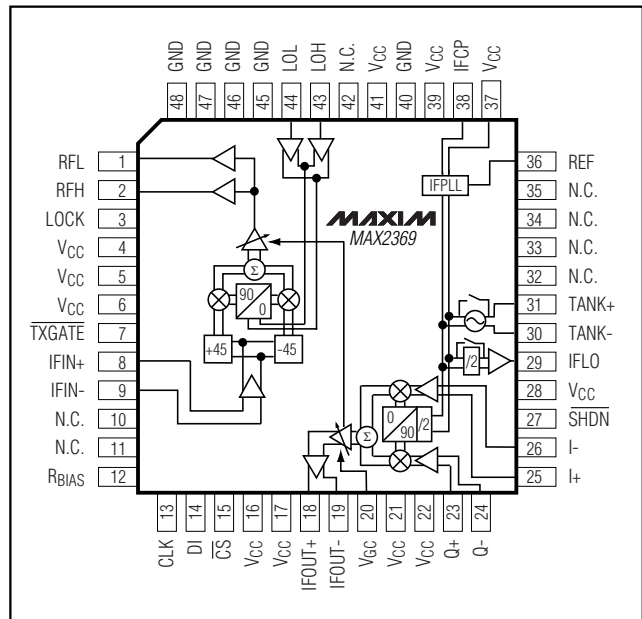 GND
GND
GND
GND
LOL
LOH
N.C.
VCC
GND
VCC
IFCP
VCC
48
47
46
45
44
43
42
41
40
39
38
37
RFL 1
RFH 2
LOCK 3
VCC 4
VCC 5
VCC 6
TXGATE 7
IFIN+ 8
IFIN- 9
N.C. 10
N.C. 11
RBIAS 12
36 REF
35 N.C.
34 N.C.
33 N.C.
32 N.C.
31 TANK+
30 TANK-
29 IFLO
28 VCC
27 SHDN
26 I-
25 I+
IFPLL
MAXIM
MAX2369
Σ
90
0
+45
-45
/2
Σ
0
90
/2
13
14
15
16
17
18
19
20
21
22
23
24
CLK
DI
CS
VCC
VCC
IFOUT+
IFOUT-
VGC
VCC
VCC
Q+
Q-